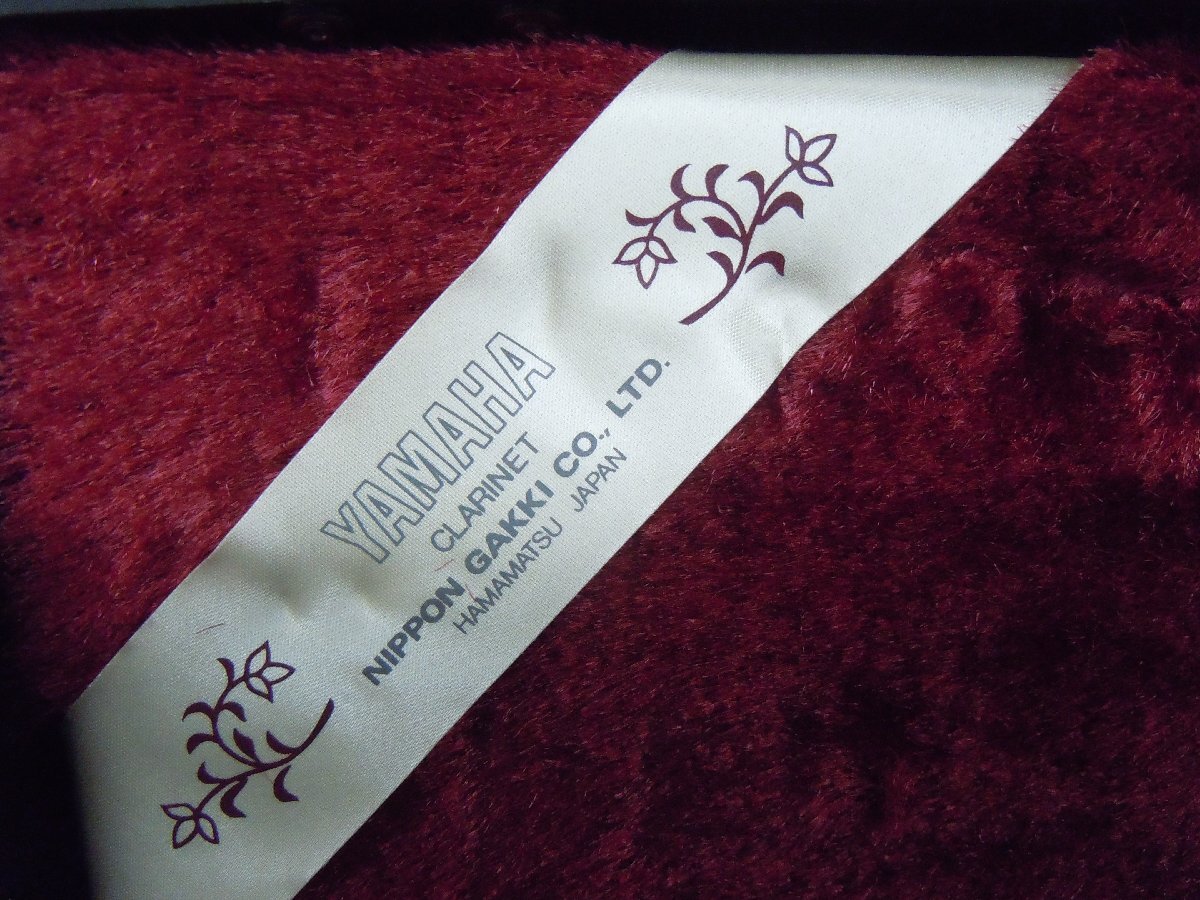 YAMAHA
CLARINET
NIPPON GAKKI CO., LTD.
HAMAMATSU JAPAN